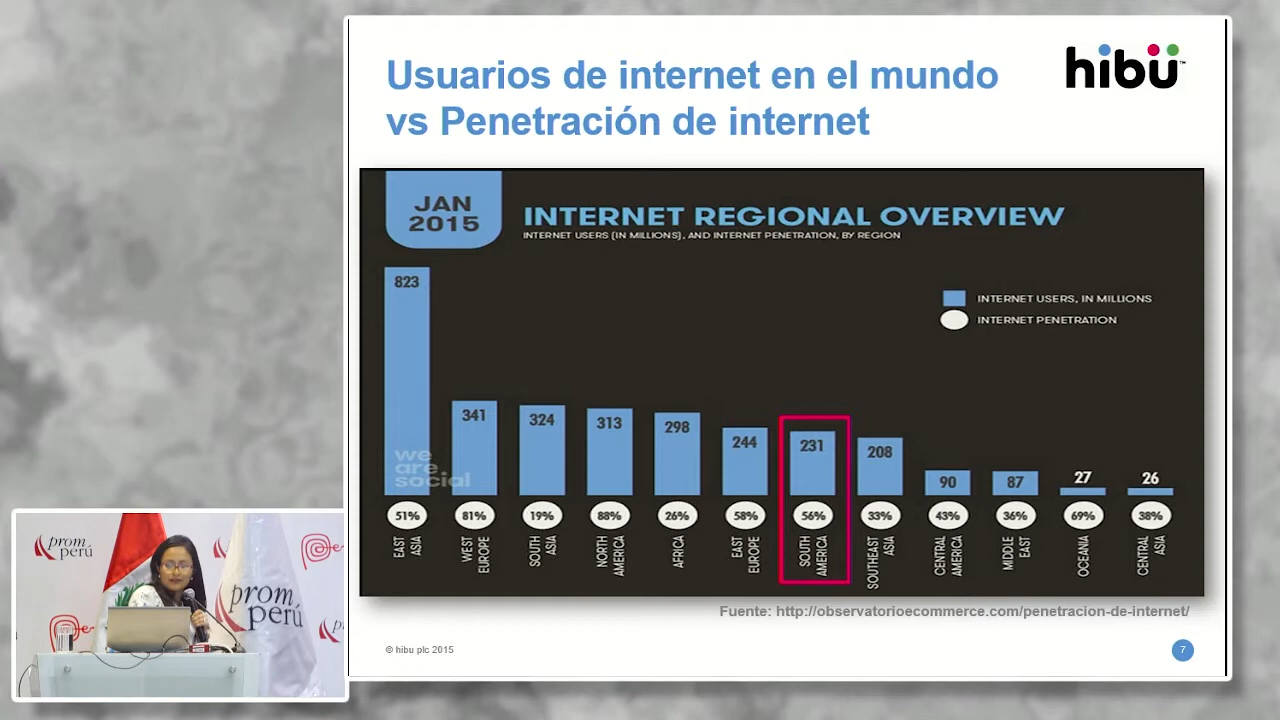 Usuarios de internet en el mundo
vs Penetración de internet
hibü™
JAN
2015
INTERNET REGIONAL OVERVIEW
INTERNET USERS (IN MILLIONS), AND INTERNET PENETRATION, BY REGION
INTERNET USERS, IN MILLIONS
INTERNET PENETRATION
823
341
324
313
298
244
231
208
90
87
27
26
we
are
social
51%
81%
19%
88%
26%
58%
56%
33%
43%
36%
69%
38%
EAST
ASIA
WEST
EUROPE
SOUTH
ASIA
NORTH
AMERICA
AFRICA
EAST
EUROPE
SOUTH
AMERICA
SOUTHEAST
ASIA
CENTRAL
AMERICA
MIDDLE
EAST
OCEANIA
CENTRAL
ASIA
Fuente: http://observatorioecommerce.com/penetracion-de-internet/
© hibu plc 2015
7
prom
perú
prom
perú